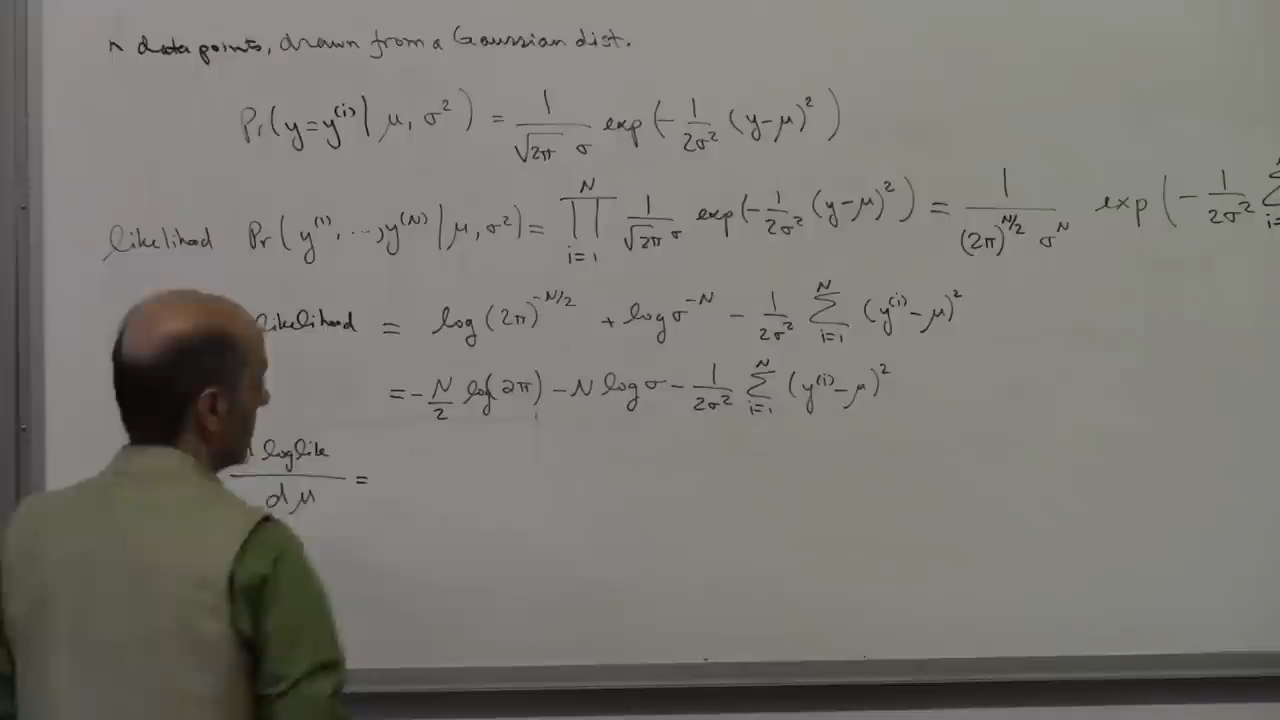 n data points, drawn from a Gaussian dist.
Pr(y=y^(i) | μ, σ²) = 1/(√2π σ) exp(-1/(2σ²) (y-μ)²)
likelihood Pr(y^(1), ..., y^(N) | μ, σ²) = ∏_{i=1}^{N} 1/(√2π σ) exp(-1/(2σ²) (y-μ)²) = 1/((2π)^{N/2} σ^N) exp(-1/(2σ²) Σ
likelihood = log(2π)^{-N/2} + log σ^{-N} - 1/(2σ²) Σ_{i=1}^{N} (y^(i) - μ)²
= -N/2 log(2π) - N log σ - 1/(2σ²) Σ_{i=1}^{N} (y^(i) - μ)²
loglike / dμ =